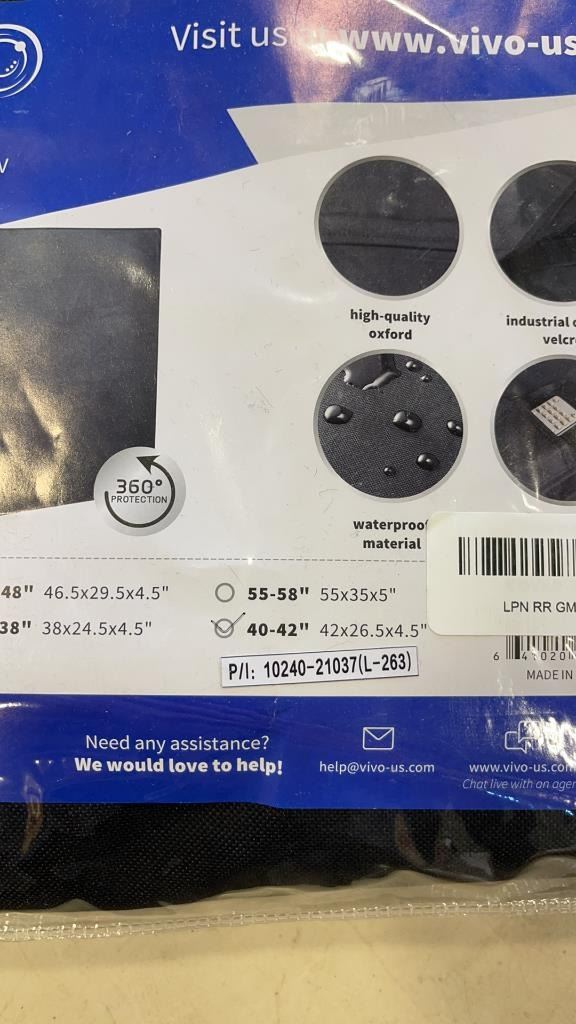 Visit us www.vivo-us
high-quality
oxford
industrial
velcr
360°
PROTECTION
waterproof
material
48" 46.5x29.5x4.5"
55-58" 55x35x5"
38" 38x24.5x4.5"
40-42" 42x26.5x4.5"
P/I: 10240-21037(L-263)
LPN RR GM
MADE IN
Need any assistance?
We would love to help!
help@vivo-us.com
www.vivo-us.com
Chat live with an agen